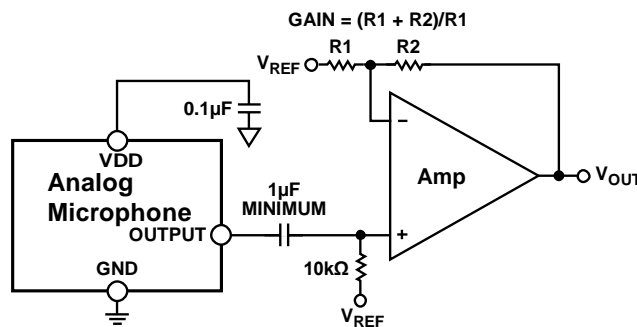 GAIN = (R1 + R2)/R1
R1
R2
VREF
0.1µF
VDD
Analog
Microphone
OUTPUT
GND
1µF
MINIMUM
10kΩ
VREF
−
+
Amp
VOUT